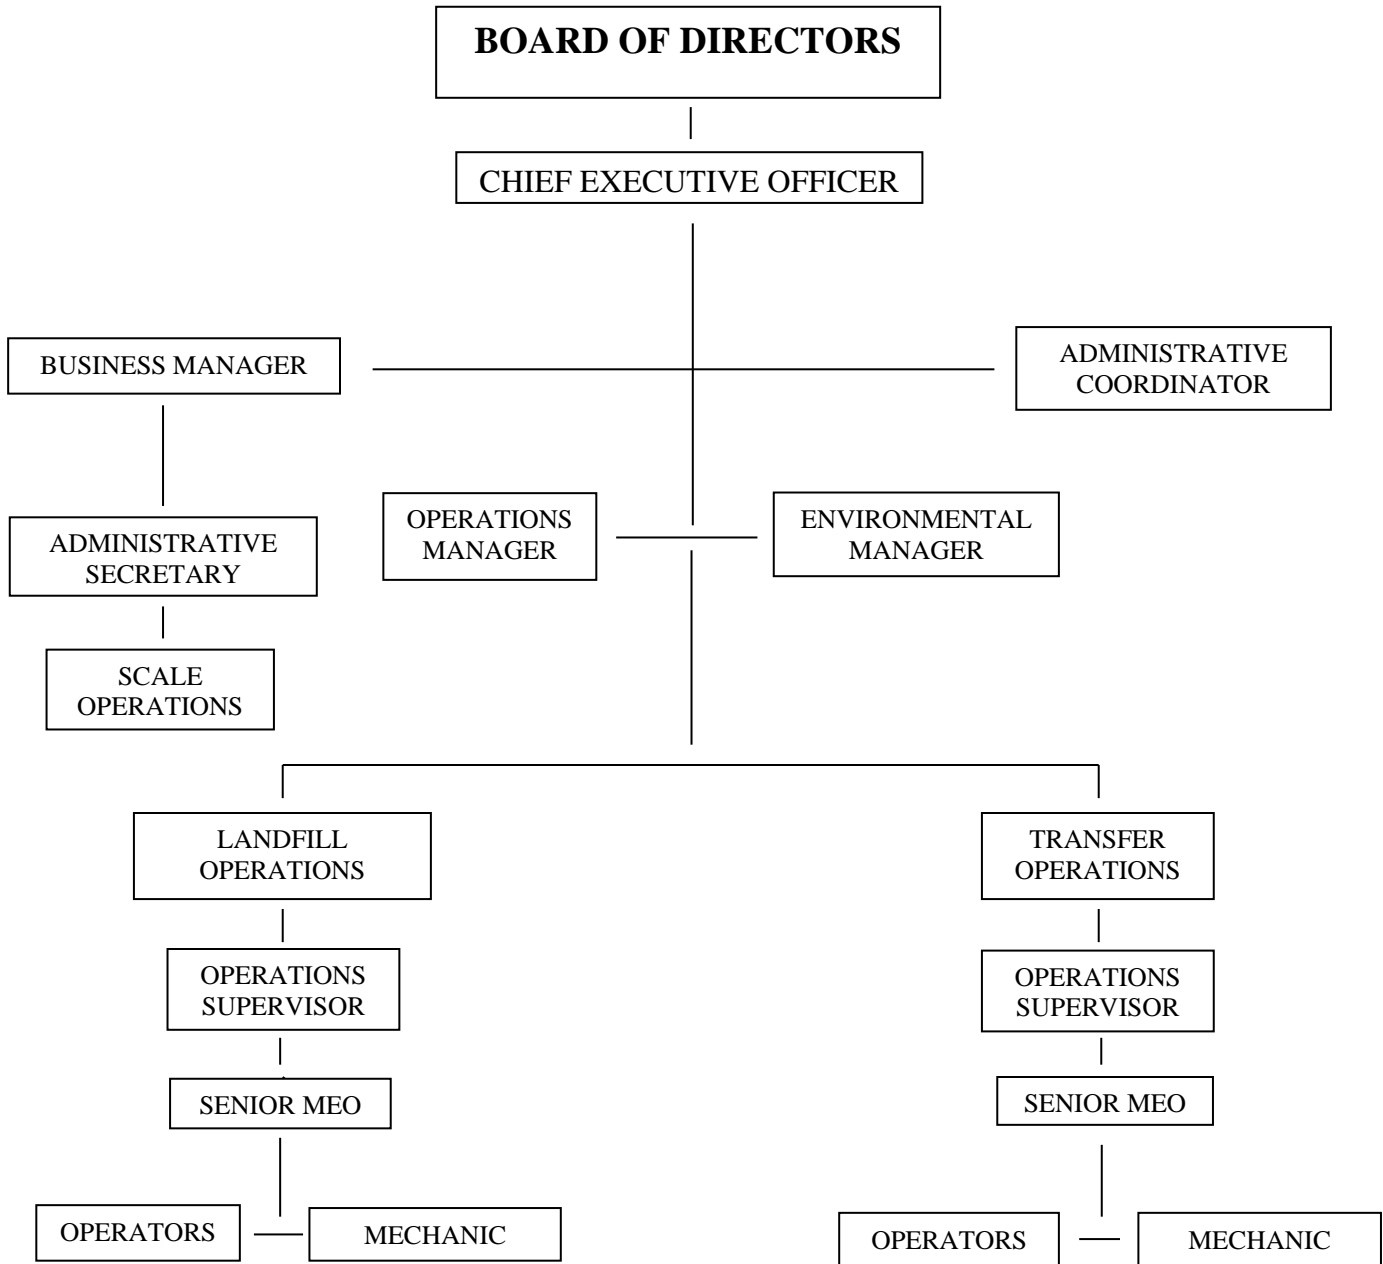 BOARD OF DIRECTORS
CHIEF EXECUTIVE OFFICER
BUSINESS MANAGER
ADMINISTRATIVE
COORDINATOR
OPERATIONS
MANAGER
ENVIRONMENTAL
MANAGER
ADMINISTRATIVE
SECRETARY
SCALE
OPERATIONS
LANDFILL
OPERATIONS
TRANSFER
OPERATIONS
OPERATIONS
SUPERVISOR
OPERATIONS
SUPERVISOR
SENIOR MEO
SENIOR MEO
OPERATORS
MECHANIC
OPERATORS
MECHANIC